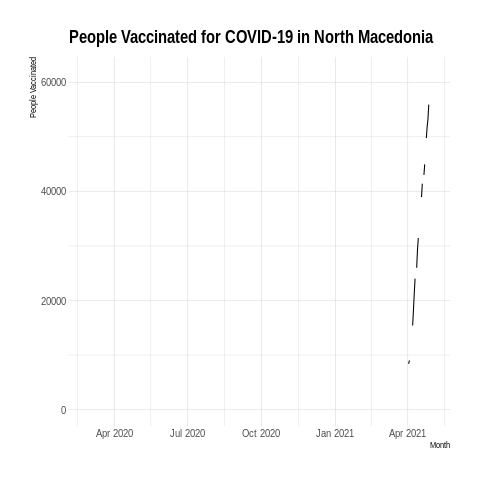 People Vaccinated for COVID-19 in North Macedonia
People Vaccinated
60000
40000
20000
0
Apr 2020 Jul 2020 Oct 2020 Jan 2021 Apr 2021
Month